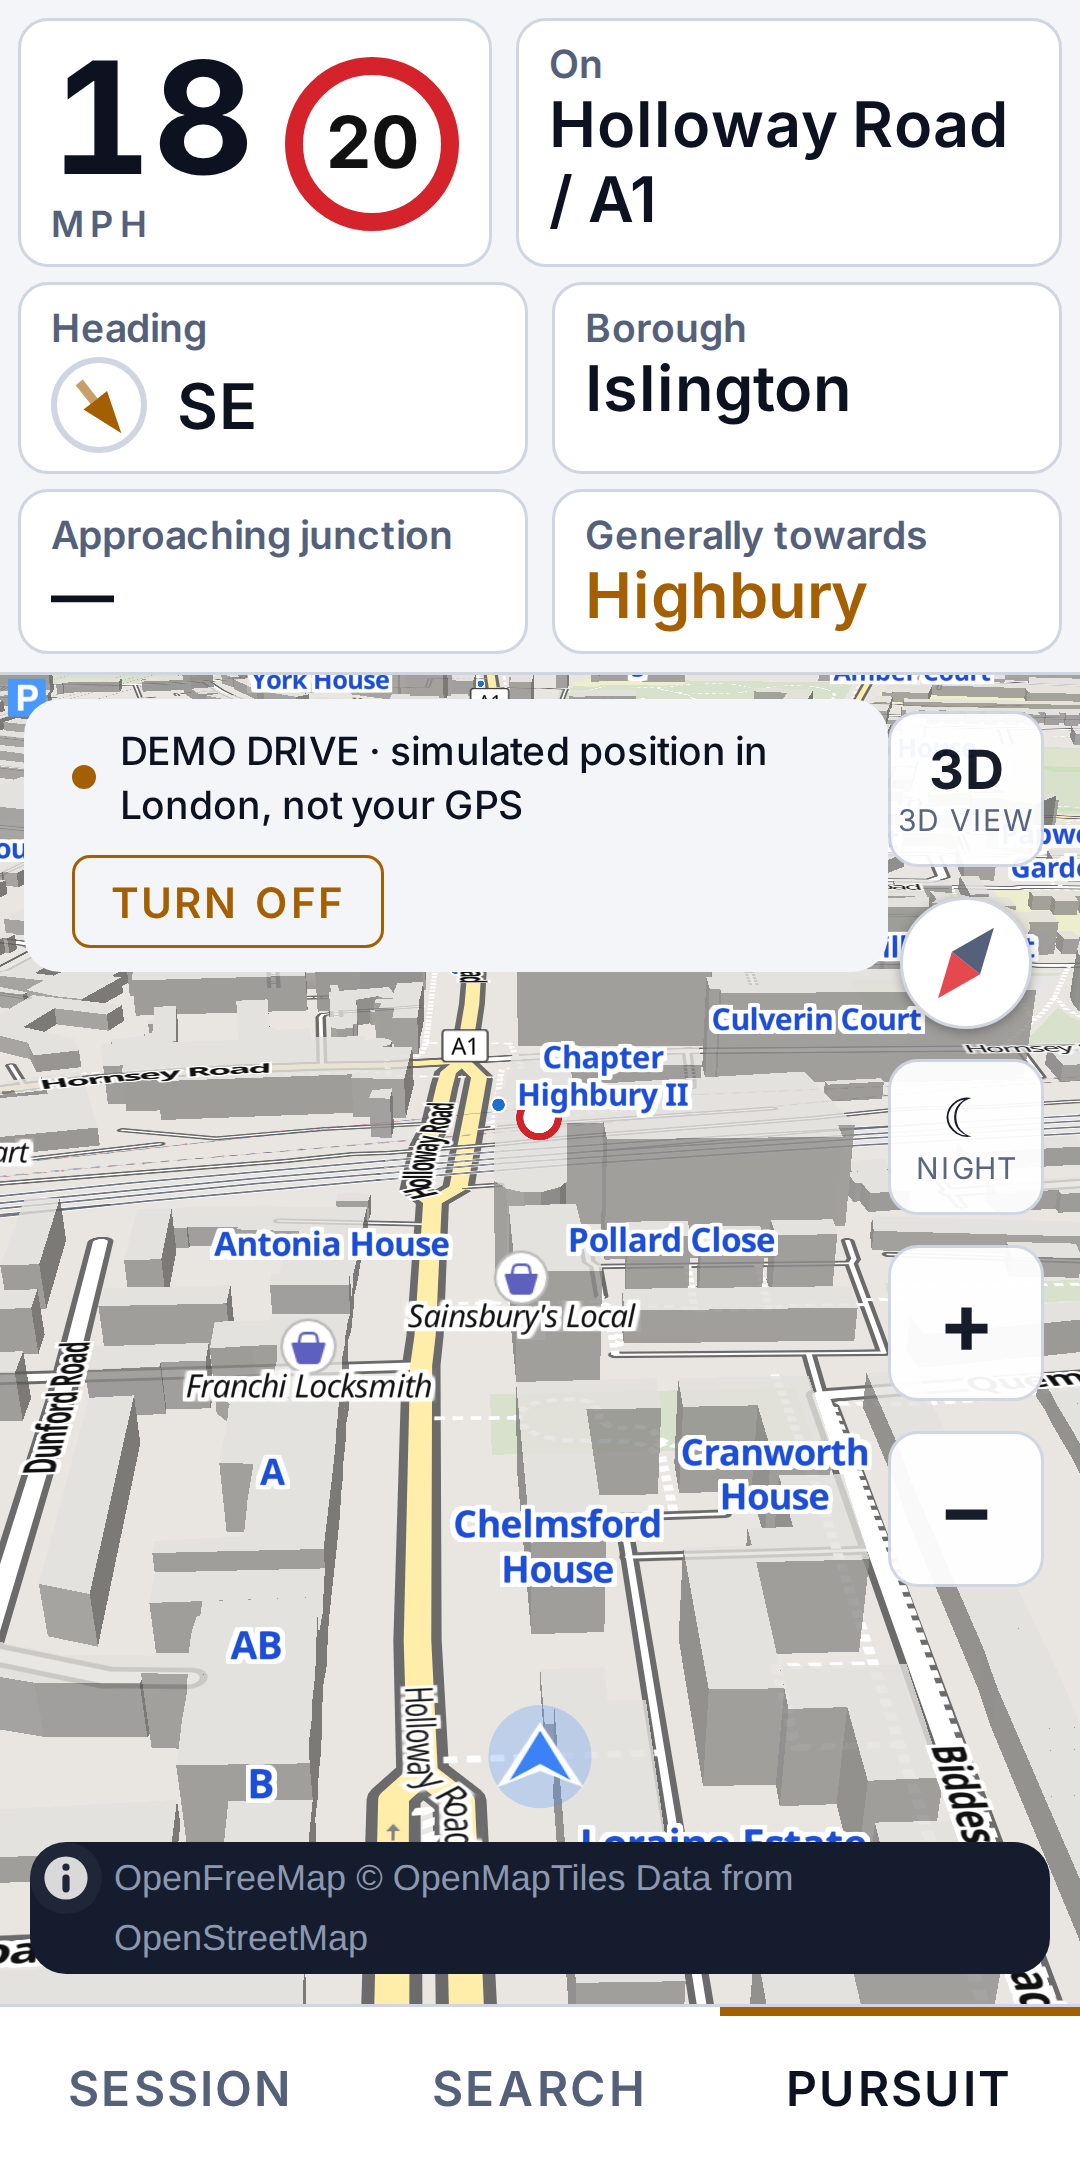 18
MPH
20
On
Holloway Road
/ A1
Heading
SE
Borough
Islington
Approaching junction
—
Generally towards
Highbury
P
York House
DEMO DRIVE · simulated position in
London, not your GPS
TURN OFF
3D
3D VIEW
A1
Culverin Court
Hornsey Road
Chapter
Highbury II
Holloway Road
NIGHT
Antonia House
Pollard Close
Sainsbury's Local
Franchi Locksmith
Dunford Road
+
A
Cranworth
House
Chelmsford
House
−
AB
Holloway Road
B
Loraine Estate
OpenFreeMap © OpenMapTiles Data from
OpenStreetMap
SESSION
SEARCH
PURSUIT